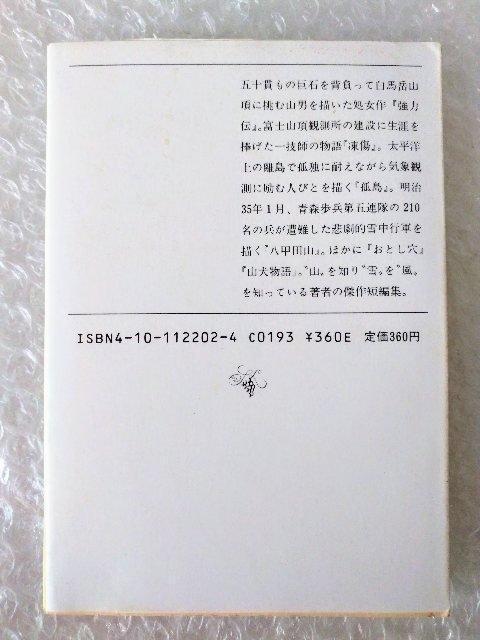 五十貫もの巨石を背負って白馬岳山
頂に挑む山男を描いた処女作『強力
伝』。富士山頂観測所の建設に生涯を
捧げた一技師の物語『凍傷』。太平洋
上の離島で孤独に耐えながら気象観
測に励む人びとを描く『孤島』。明治
35年1月、青森歩兵第五連隊の210
名の兵が遭難した悲劇的雪中行軍を
描く"八甲田山』。ほかに『おとし穴』
『山犬物語』。"山〟を知り"雪〟を"風〟
を知っている著者の傑作短編集。
ISBN4-10-112202-4 C0193 ¥360E 定価360円